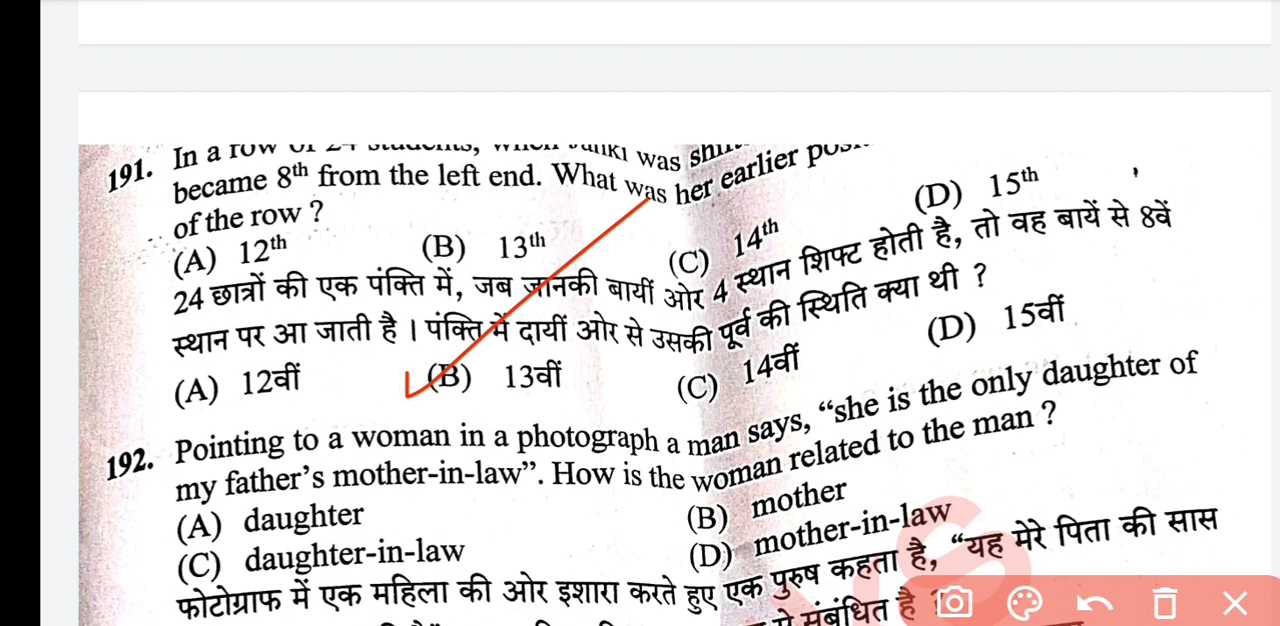 191. In a row of 24 students, when Janki was
became 8th from the left end. What was her earlier
of the row ?
(A) 12th (B) 13th (C) 14th (D) 15th
24 छात्रों की एक पंक्ति में, जब जानकी बायीं ओर 4 स्थान शिफ्ट होती है, तो वह बायें से 8वें
स्थान पर आ जाती है । पंक्ति में दायीं ओर से उसकी पूर्व की स्थिति क्या थी ?
(A) 12वीं (B) 13वीं (C) 14वीं (D) 15वीं
192. Pointing to a woman in a photograph a man says, “she is the only daughter of
my father’s mother-in-law”. How is the woman related to the man ?
(A) daughter (B) mother
(C) daughter-in-law (D) mother-in-law
फोटोग्राफ में एक महिला की ओर इशारा करते हुए एक पुरुष कहता है, “यह मेरे पिता की सास
से संबंधित है